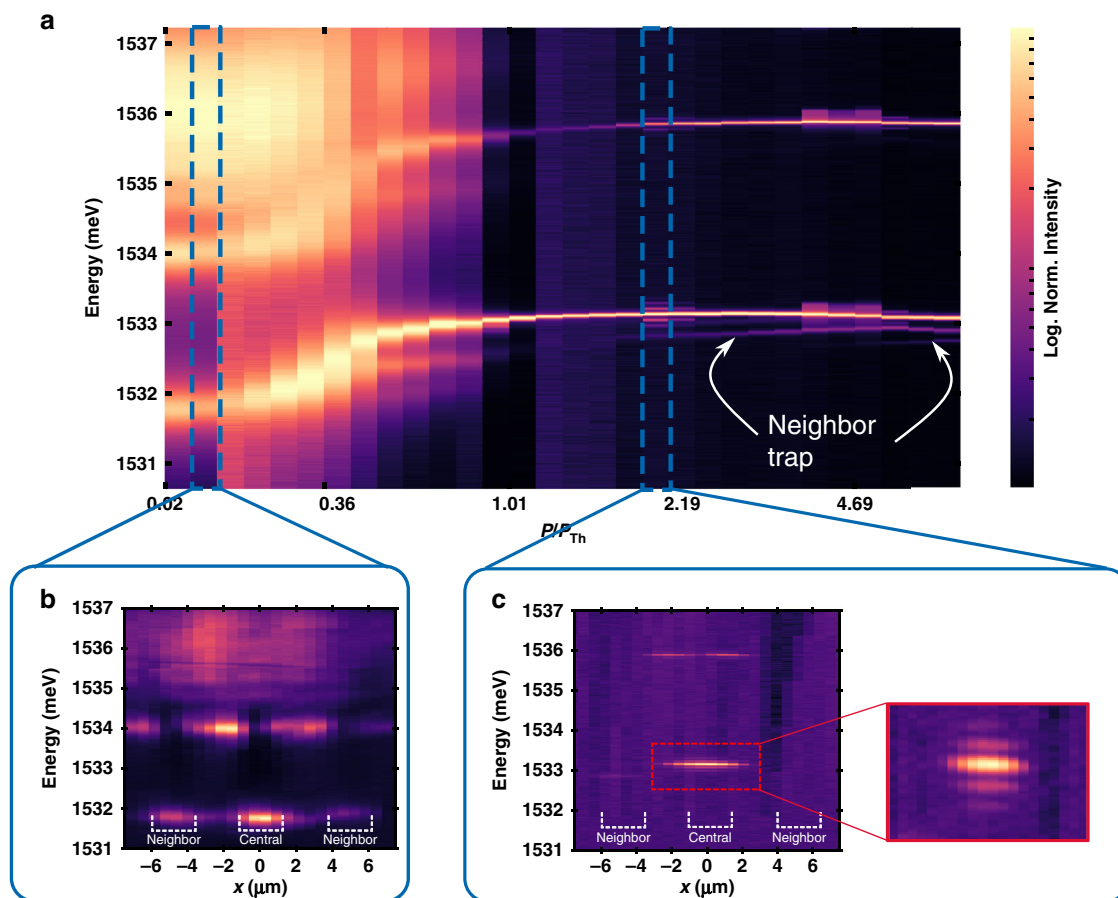 a
1537
1536
1535
1534
1533
1532
1531
Energy (meV)
Neighbor
trap
0.02
0.36
1.01
2.19
4.69
P/P_Th
Log. Norm. Intensity
b
1537
1536
1535
1534
1533
1532
1531
Energy (meV)
Neighbor
Central
Neighbor
−6
−4
−2
0
2
4
6
x (μm)
c
1537
1536
1535
1534
1533
1532
1531
Energy (meV)
Neighbor
Central
Neighbor
−6
−4
−2
0
2
4
6
x (μm)